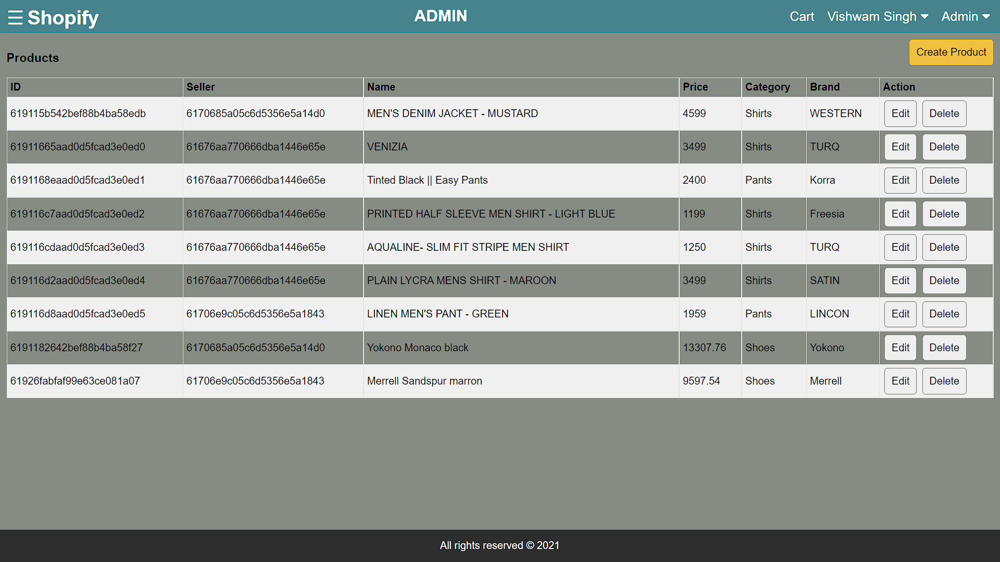 ☰ Shopify ADMIN Cart Vishwam Singh Admin
Create Product
Products
ID Seller Name Price Category Brand Action
619115b542bef88b4ba58edb 6170685a05c6d5356e5a14d0 MEN'S DENIM JACKET - MUSTARD 4599 Shirts WESTERN Edit Delete
61911665aad0d5fcad3e0ed0 61676aa770666dba1446e65e VENIZIA 3499 Shirts TURQ Edit Delete
6191168eaad0d5fcad3e0ed1 61676aa770666dba1446e65e Tinted Black || Easy Pants 2400 Pants Korra Edit Delete
619116c7aad0d5fcad3e0ed2 61676aa770666dba1446e65e PRINTED HALF SLEEVE MEN SHIRT - LIGHT BLUE 1199 Shirts Freesia Edit Delete
619116cdaad0d5fcad3e0ed3 61676aa770666dba1446e65e AQUALINE- SLIM FIT STRIPE MEN SHIRT 1250 Shirts TURQ Edit Delete
619116d2aad0d5fcad3e0ed4 61676aa770666dba1446e65e PLAIN LYCRA MENS SHIRT - MAROON 3499 Shirts SATIN Edit Delete
619116d8aad0d5fcad3e0ed5 61706e9c05c6d5356e5a1843 LINEN MEN'S PANT - GREEN 1959 Pants LINCON Edit Delete
6191182642bef88b4ba58f27 6170685a05c6d5356e5a14d0 Yokono Monaco black 13307.76 Shoes Yokono Edit Delete
61926fabfaf99e63ce081a07 61706e9c05c6d5356e5a1843 Merrell Sandspur marron 9597.54 Shoes Merrell Edit Delete
All rights reserved © 2021